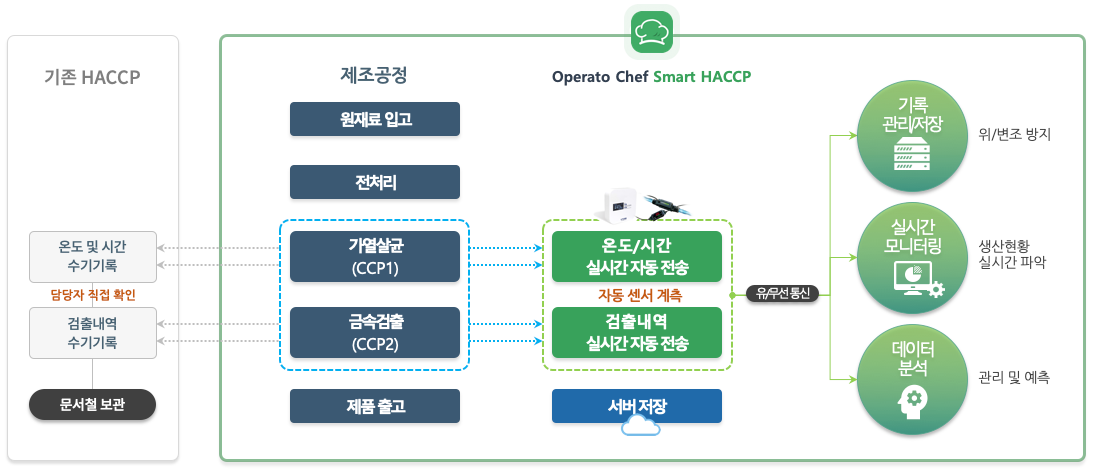 기존 HACCP
온도 및 시간
수기기록
담당자 직접 확인
검출내역
수기기록
문서철 보관
제조공정
원재료 입고
전처리
가열살균
(CCP1)
금속검출
(CCP2)
제품 출고
Operato Chef Smart HACCP
온도/시간
실시간 자동 전송
자동 센서 계측
검출내역
실시간 자동 전송
서버 저장
유/무선 통신
기록
관리/저장
위/변조 방지
실시간
모니터링
생산현황
실시간 파악
데이터
분석
관리 및 예측